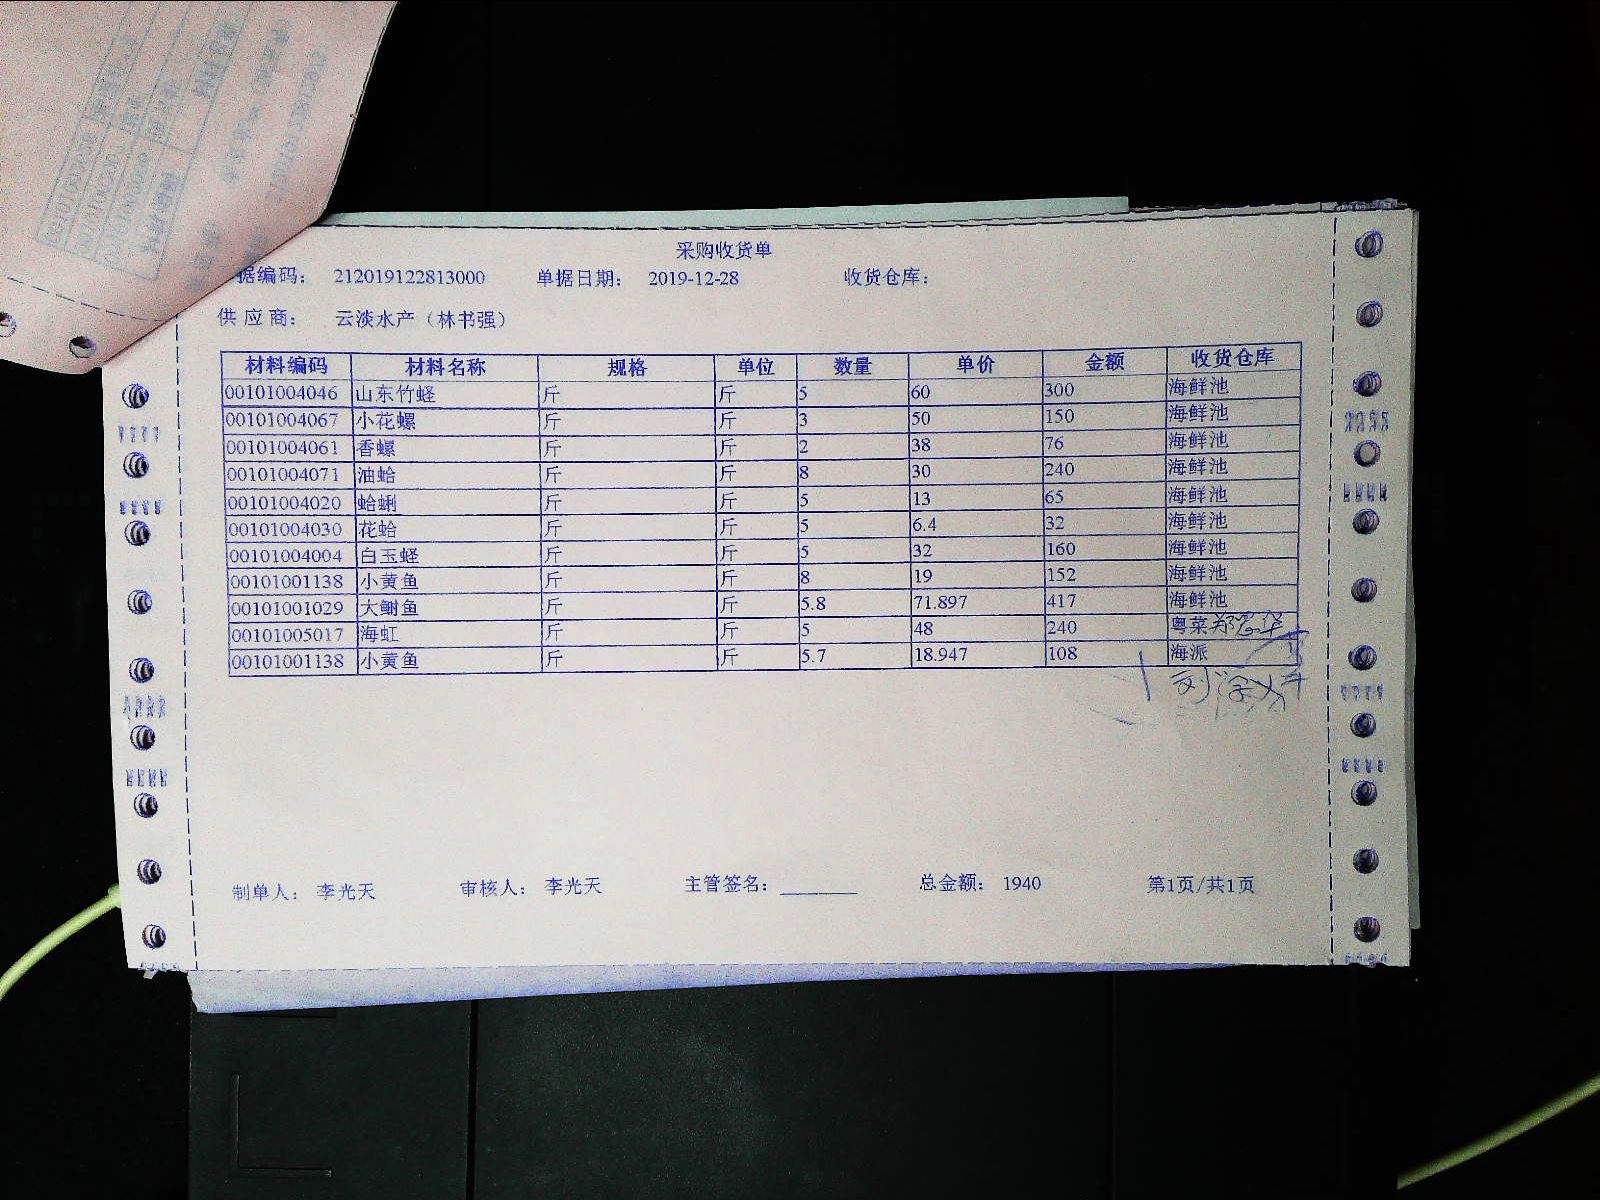 采购收货单
据编码： 212019122813000 单据日期： 2019-12-28 收货仓库：
供 应 商： 云淡水产（林书强）
材料编码 材料名称 规格 单位 数量 单价 金额 收货仓库
00101004046 山东竹蛏 斤 斤 5 60 300 海鲜池
00101004067 小花螺 斤 斤 3 50 150 海鲜池
00101004061 香螺 斤 斤 2 38 76 海鲜池
00101004071 油蛤 斤 斤 8 30 240 海鲜池
00101004020 蛤蜊 斤 斤 5 13 65 海鲜池
00101004030 花蛤 斤 斤 5 6.4 32 海鲜池
00101004004 白玉蛏 斤 斤 5 32 160 海鲜池
00101001138 小黄鱼 斤 斤 8 19 152 海鲜池
00101001029 大鲥鱼 斤 斤 5.8 71.897 417 海鲜池
00101005017 海虹 斤 斤 5 48 240 粤菜
00101001138 小黄鱼 斤 斤 5.7 18.947 108 海派
制单人： 李光天 审核人： 李光天 主管签名： 总金额： 1940 第1页/共1页